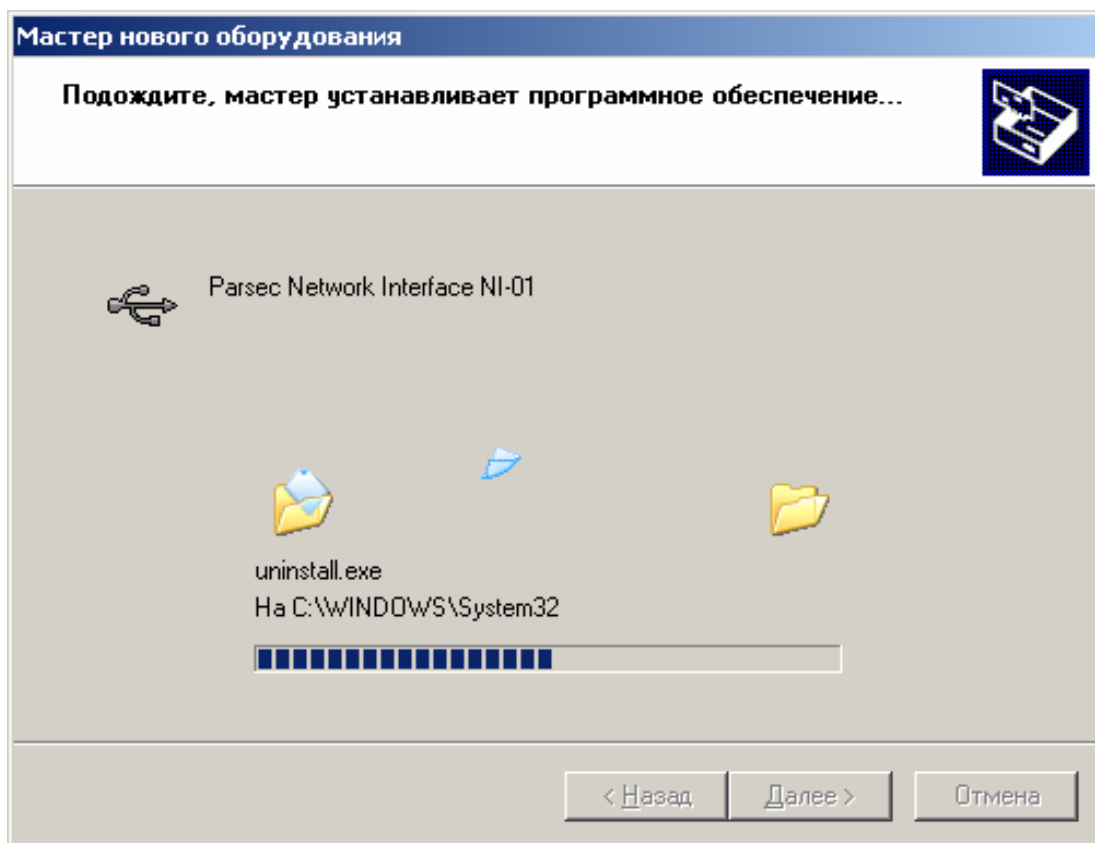 Мастер нового оборудования
Подождите, мастер устанавливает программное обеспечение...
Parsec Network Interface NI-01
uninstall.exe
На C:\WINDOWS\System32
< Назад
Далее >
Отмена